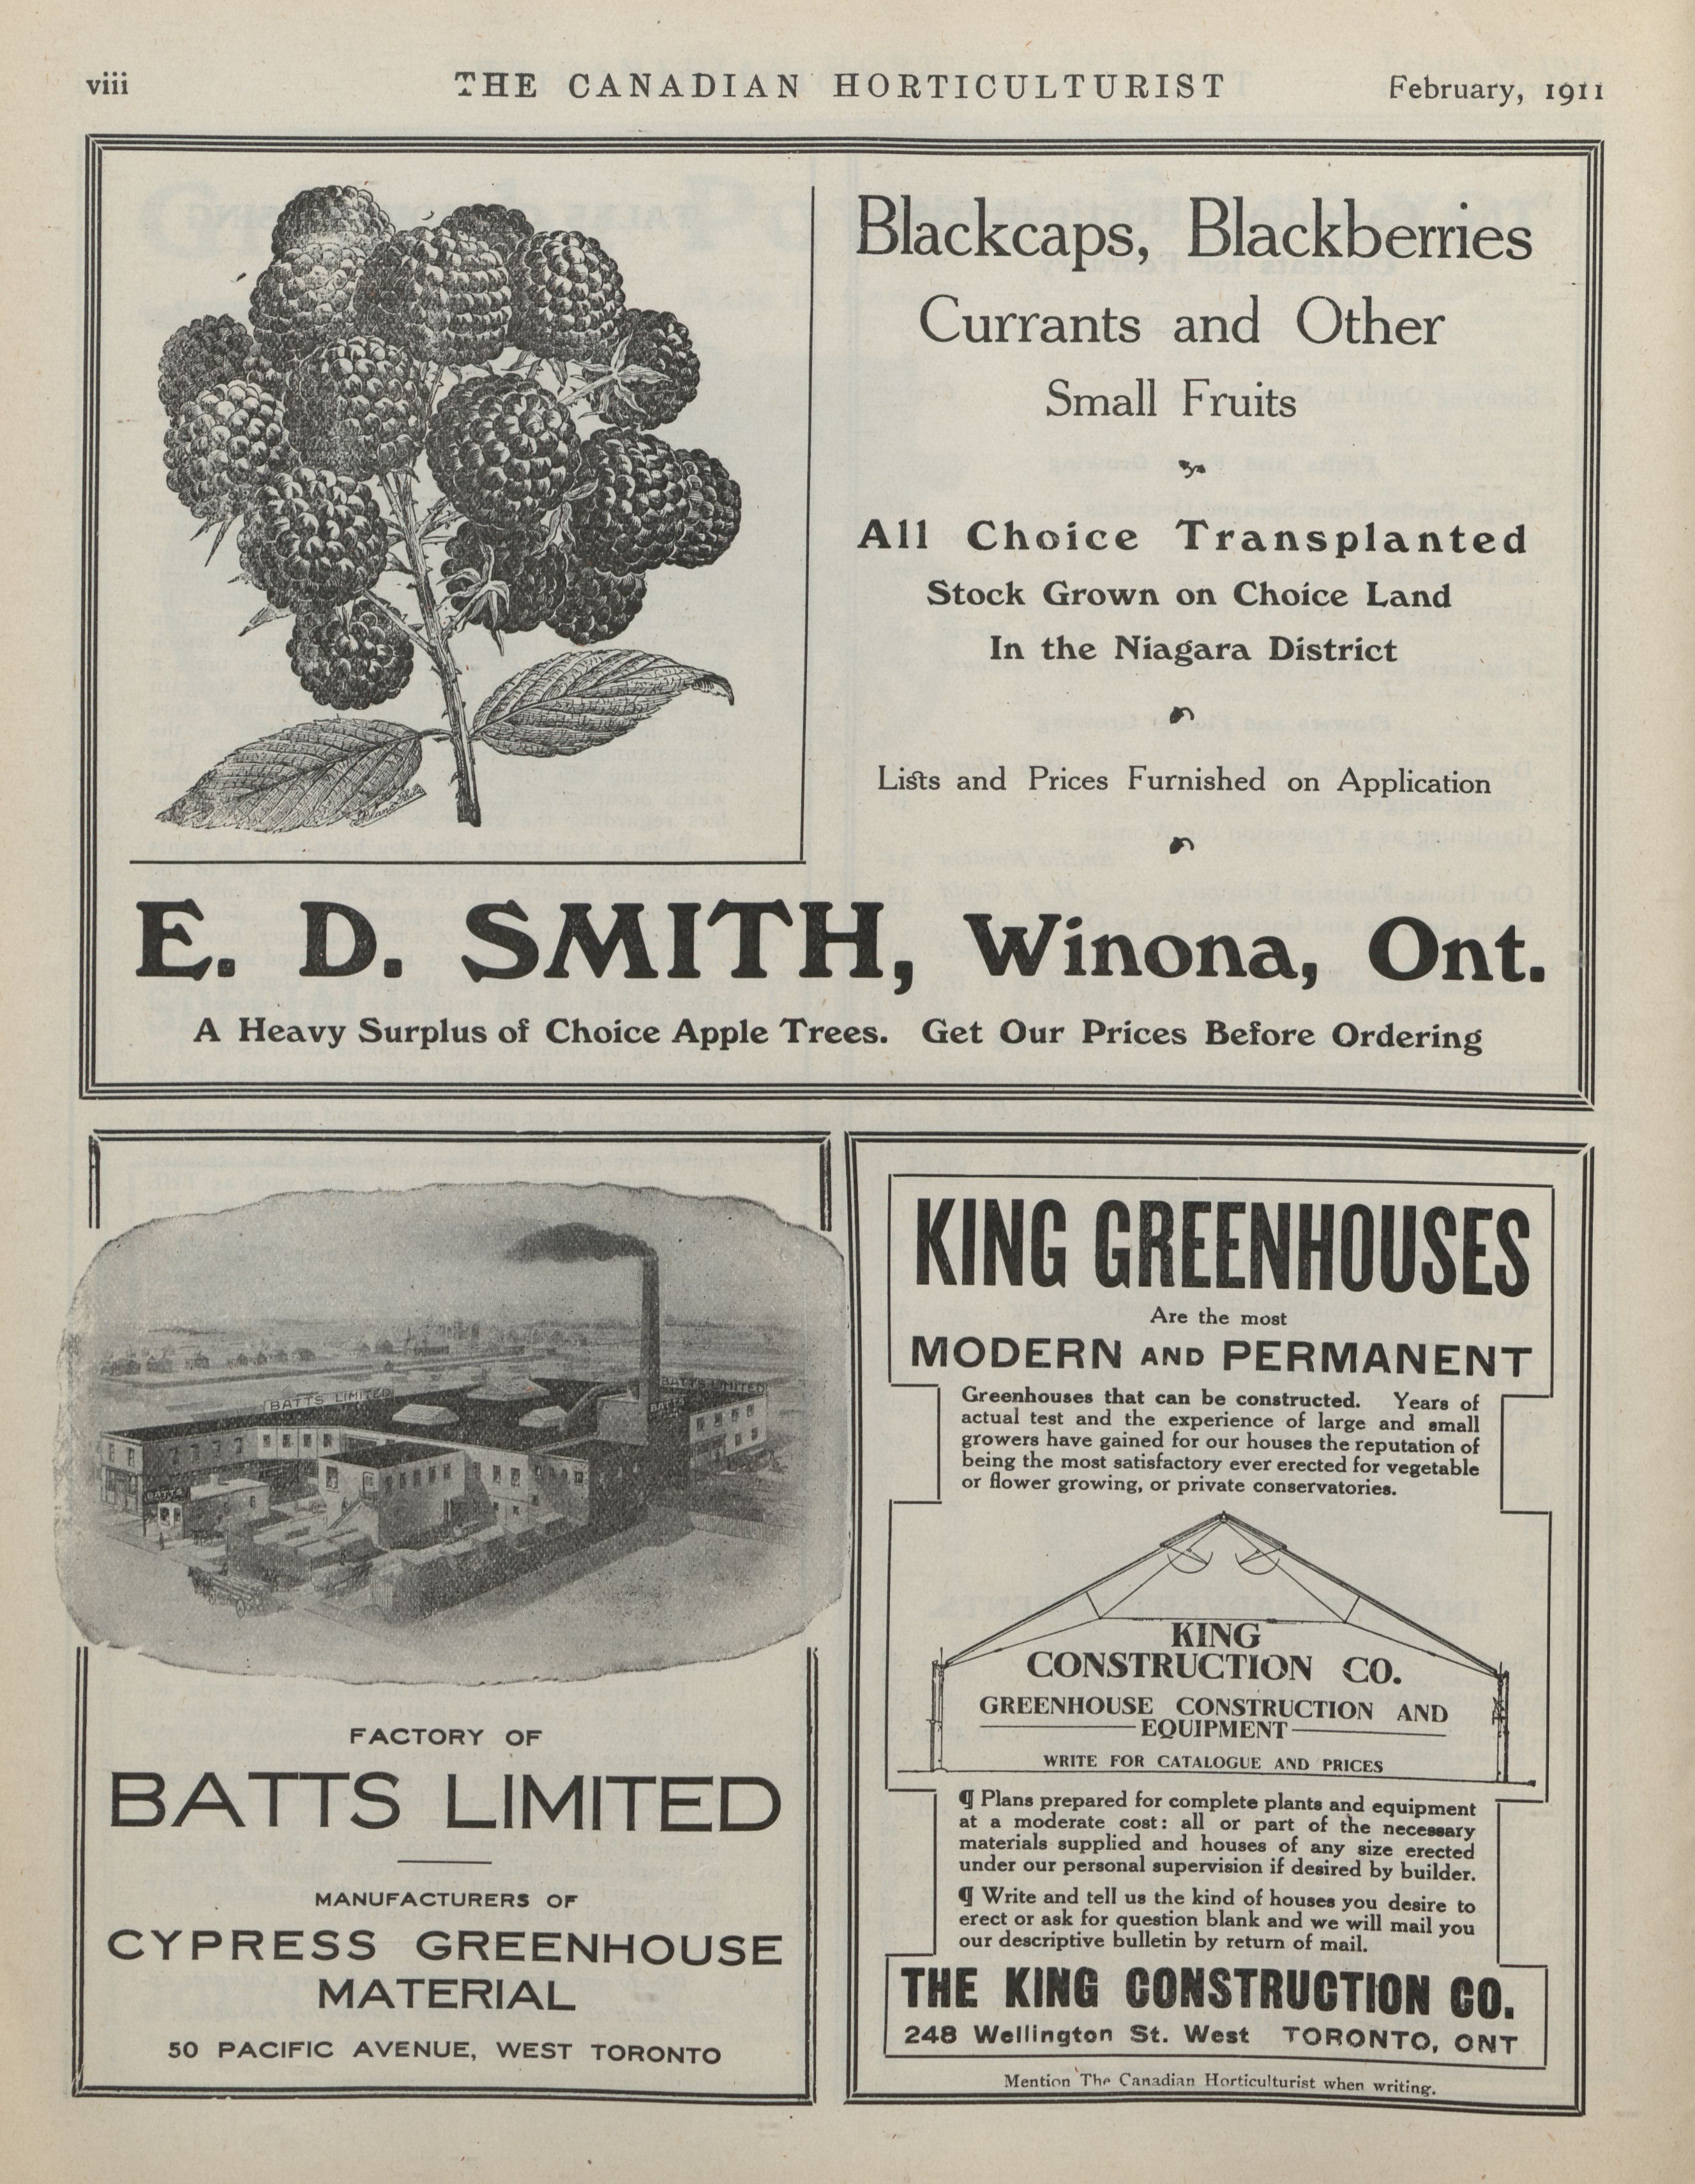 viii
THE CANADIAN HORTICULTURIST
February, 1911
Blackcaps, Blackberries
Currants and Other
Small Fruits
All Choice Transplanted
Stock Grown on Choice Land
In the Niagara District
Lists and Prices Furnished on Application
E. D. SMITH, Winona, Ont.
A Heavy Surplus of Choice Apple Trees. Get Our Prices Before Ordering
BATTS LIMITED
BATTS LIMITED
BATTS
BATTS
FACTORY OF
BATTS LIMITED
MANUFACTURERS OF
CYPRESS GREENHOUSE
MATERIAL
50 PACIFIC AVENUE, WEST TORONTO
KING GREENHOUSES
Are the most
MODERN AND PERMANENT
Greenhouses that can be constructed. Years of
actual test and the experience of large and small
growers have gained for our houses the reputation of
being the most satisfactory ever erected for vegetable
or flower growing, or private conservatories.
KING
CONSTRUCTION CO.
GREENHOUSE CONSTRUCTION AND
EQUIPMENT
WRITE FOR CATALOGUE AND PRICES
¶ Plans prepared for complete plants and equipment
at a moderate cost: all or part of the necessary
materials supplied and houses of any size erected
under our personal supervision if desired by builder.
¶ Write and tell us the kind of houses you desire to
erect or ask for question blank and we will mail you
our descriptive bulletin by return of mail.
THE KING CONSTRUCTION CO.
248 Wellington St. West TORONTO, ONT
Mention The Canadian Horticulturist when writing.